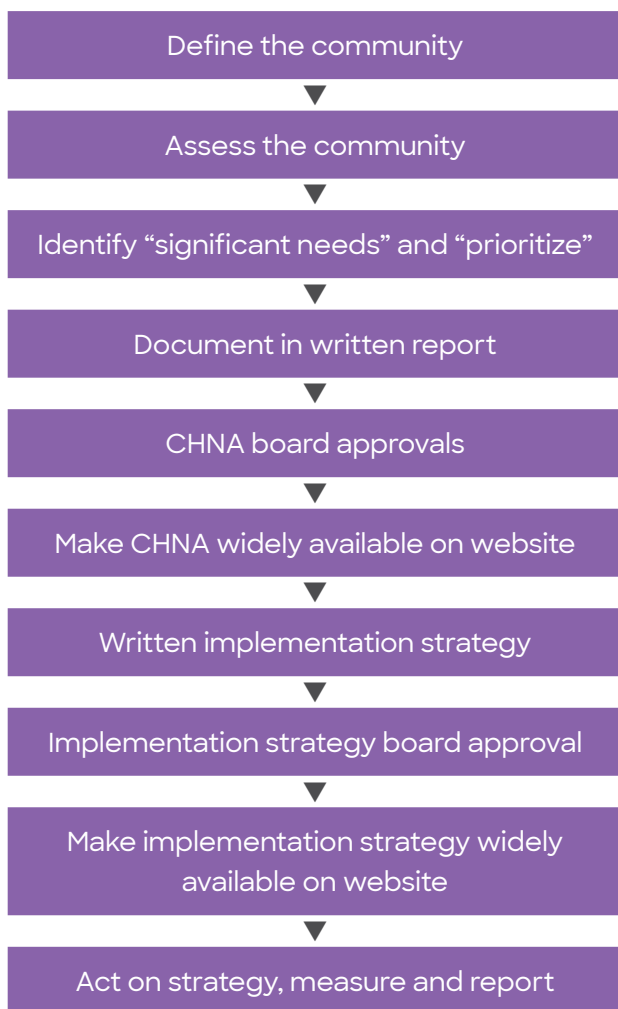 Define the community
Assess the community
Identify “significant needs” and “prioritize”
Document in written report
CHNA board approvals
Make CHNA widely available on website
Written implementation strategy
Implementation strategy board approval
Make implementation strategy widely
available on website
Act on strategy, measure and report